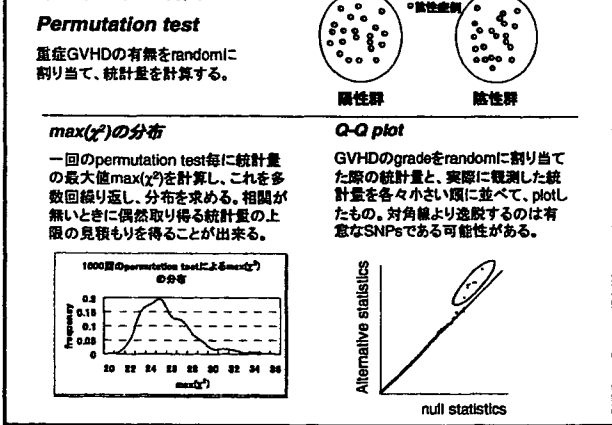 Permutation test
重症GVHDの有無をrandomに
割り当て、統計量を計算する。
陰性症例
陽性群
陰性群
max(χ²)の分布
一回のpermutation test毎に統計量
の最大値max(χ²)を計算し、これを多
数回繰り返し、分布を求める。相関が
無いときに偶然取り得る統計量の上
限の見積もりを得ることが出来る。
1000回のpermutation testによるmax(χ²)
の分布
frequency
0.2
0.15
0.1
0.05
0
20 22 24 26 28 30 32 34 36
max(χ²)
Q-Q plot
GVHDのgradeをrandomに割り当て
た際の統計量と、実際に観測した統
計量を各々小さい順に並べて、plotし
たもの。対角線より逸脱するのは有
意なSNPsである可能性がある。
Alternative statistics
null statistics